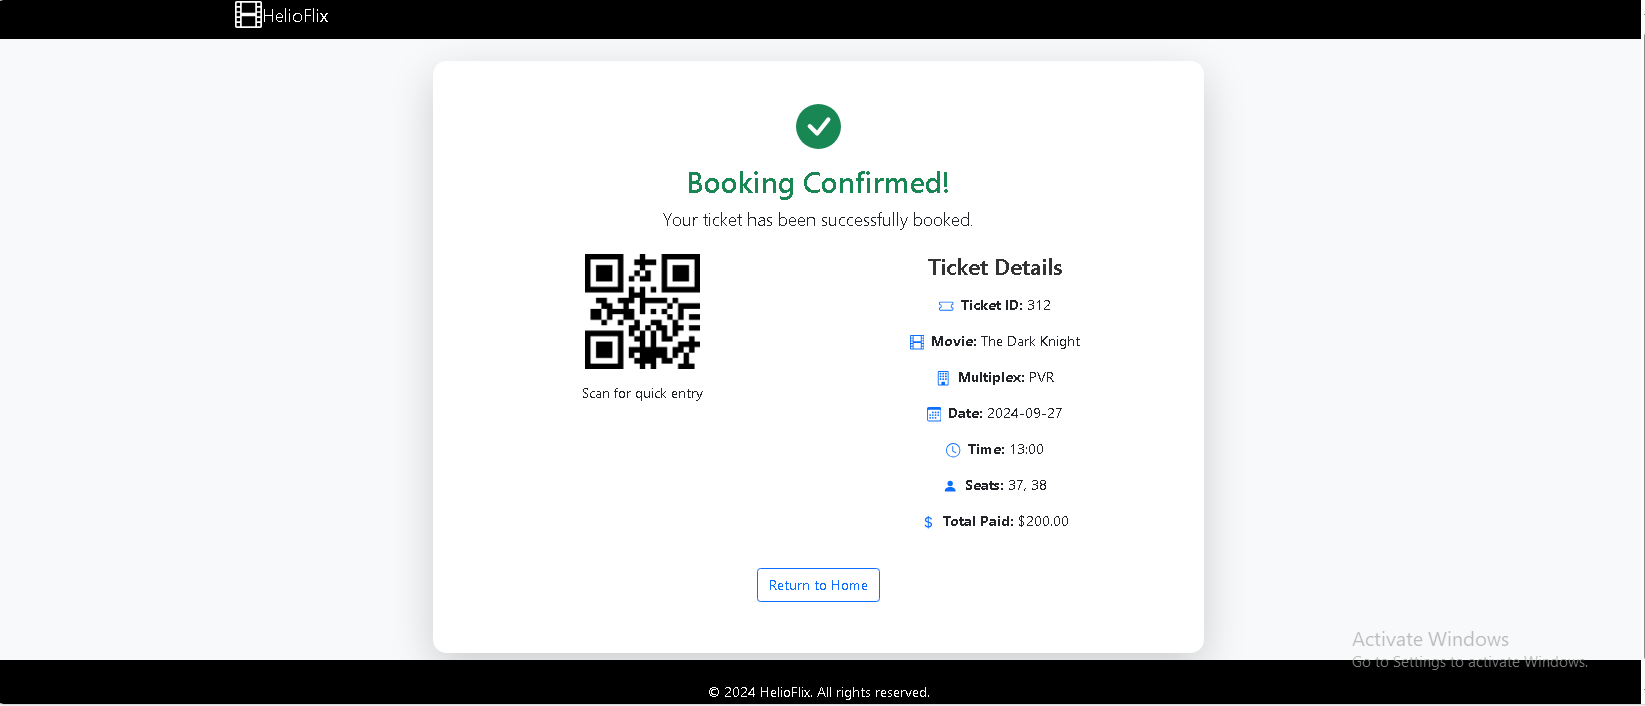 HelioFlix
Booking Confirmed!
Your ticket has been successfully booked.
Scan for quick entry
Ticket Details
Ticket ID: 312
Movie: The Dark Knight
Multiplex: PVR
Date: 2024-09-27
Time: 13:00
Seats: 37, 38
$ Total Paid: $200.00
Return to Home
Activate Windows
Go to Settings to activate Windows.
© 2024 HelioFlix. All rights reserved.